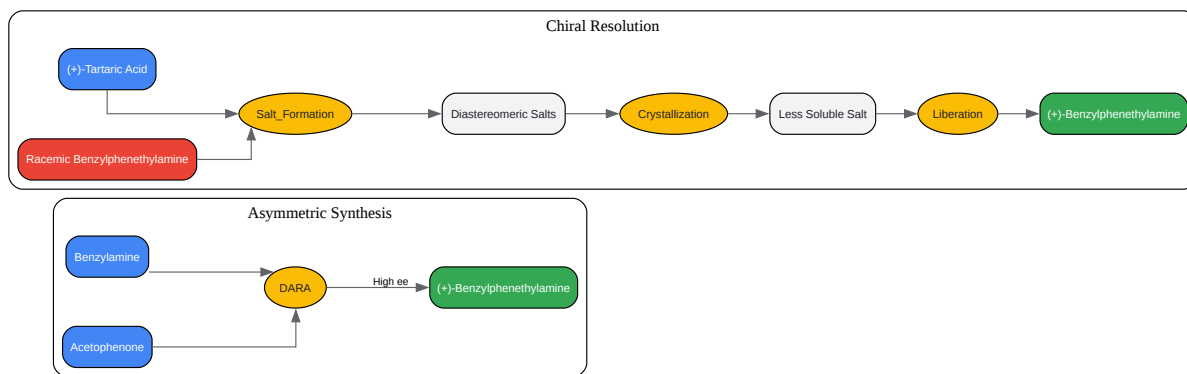 Chiral Resolution
(+)-Tartaric Acid
Salt_Formation
Diastereomeric Salts
Crystallization
Less Soluble Salt
Liberation
(+)-Benzylphenethylamine
Racemic Benzylphenethylamine
Asymmetric Synthesis
Benzylamine
DARA
High ee
(+)-Benzylphenethylamine
Acetophenone